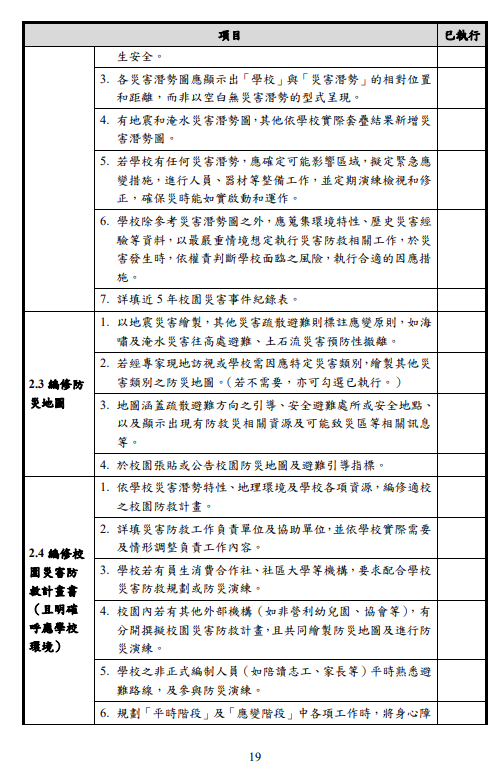 項目 已執行
生安全。
3. 各災害潛勢圖應顯示出「學校」與「災害潛勢」的相對位置
和距離，而非以空白無災害潛勢的型式呈現。
4. 有地震和淹水災害潛勢圖，其他依學校實際套疊結果新增災
害潛勢圖。
5. 若學校有任何災害潛勢，應確定可能影響區域，擬定緊急應
變措施，進行人員、器材等整備工作，並定期演練檢視和修
正，確保災時能如實啟動和運作。
6. 學校除參考災害潛勢圖之外，應蒐集環境特性、歷史災害經
驗等資料，以最嚴重情境想定執行災害防救相關工作，於災
害發生時，依權責判斷學校面臨之風險，執行合適的因應措
施。
7. 詳填近 5 年校園災害事件紀錄表。
2.3 編修防
災地圖
1. 以地震災害繪製，其他災害疏散避難則標註應變原則，如海
嘯及淹水災害往高處避難、土石流災害預防性撤離。
2. 若經專家現地訪視或學校需因應特定災害類別，繪製其他災
害類別之防災地圖。（若不需要，亦可勾選已執行。）
3. 地圖涵蓋疏散避難方向之引導、安全避難處所或安全地點、
以及顯示出現有防救災相關資源及可能致災區等相關訊息
等。
4. 於校園張貼或公告校園防災地圖及避難引導指標。
2.4 編修校
園災害防
救計畫書
（且明確
呼應學校
環境）
1. 依學校災害潛勢特性、地理環境及學校各項資源，編修適校
之校園防救計畫。
2. 詳填災害防救工作負責單位及協助單位，並依學校實際需要
及情形調整負責工作內容。
3. 學校若有員生消費合作社、社區大學等機構，要求配合學校
災害防救規劃或防災演練。
4. 校園內若有其他外部機構（如非營利幼兒園、協會等），有
分開撰擬校園災害防救計畫，且共同繪製防災地圖及進行防
災演練。
5. 學校之非正式編制人員（如陪讀志工、家長等）平時熟悉避
難路線，及參與防災演練。
6. 規劃「平時階段」及「應變階段」中各項工作時，將身心障
19